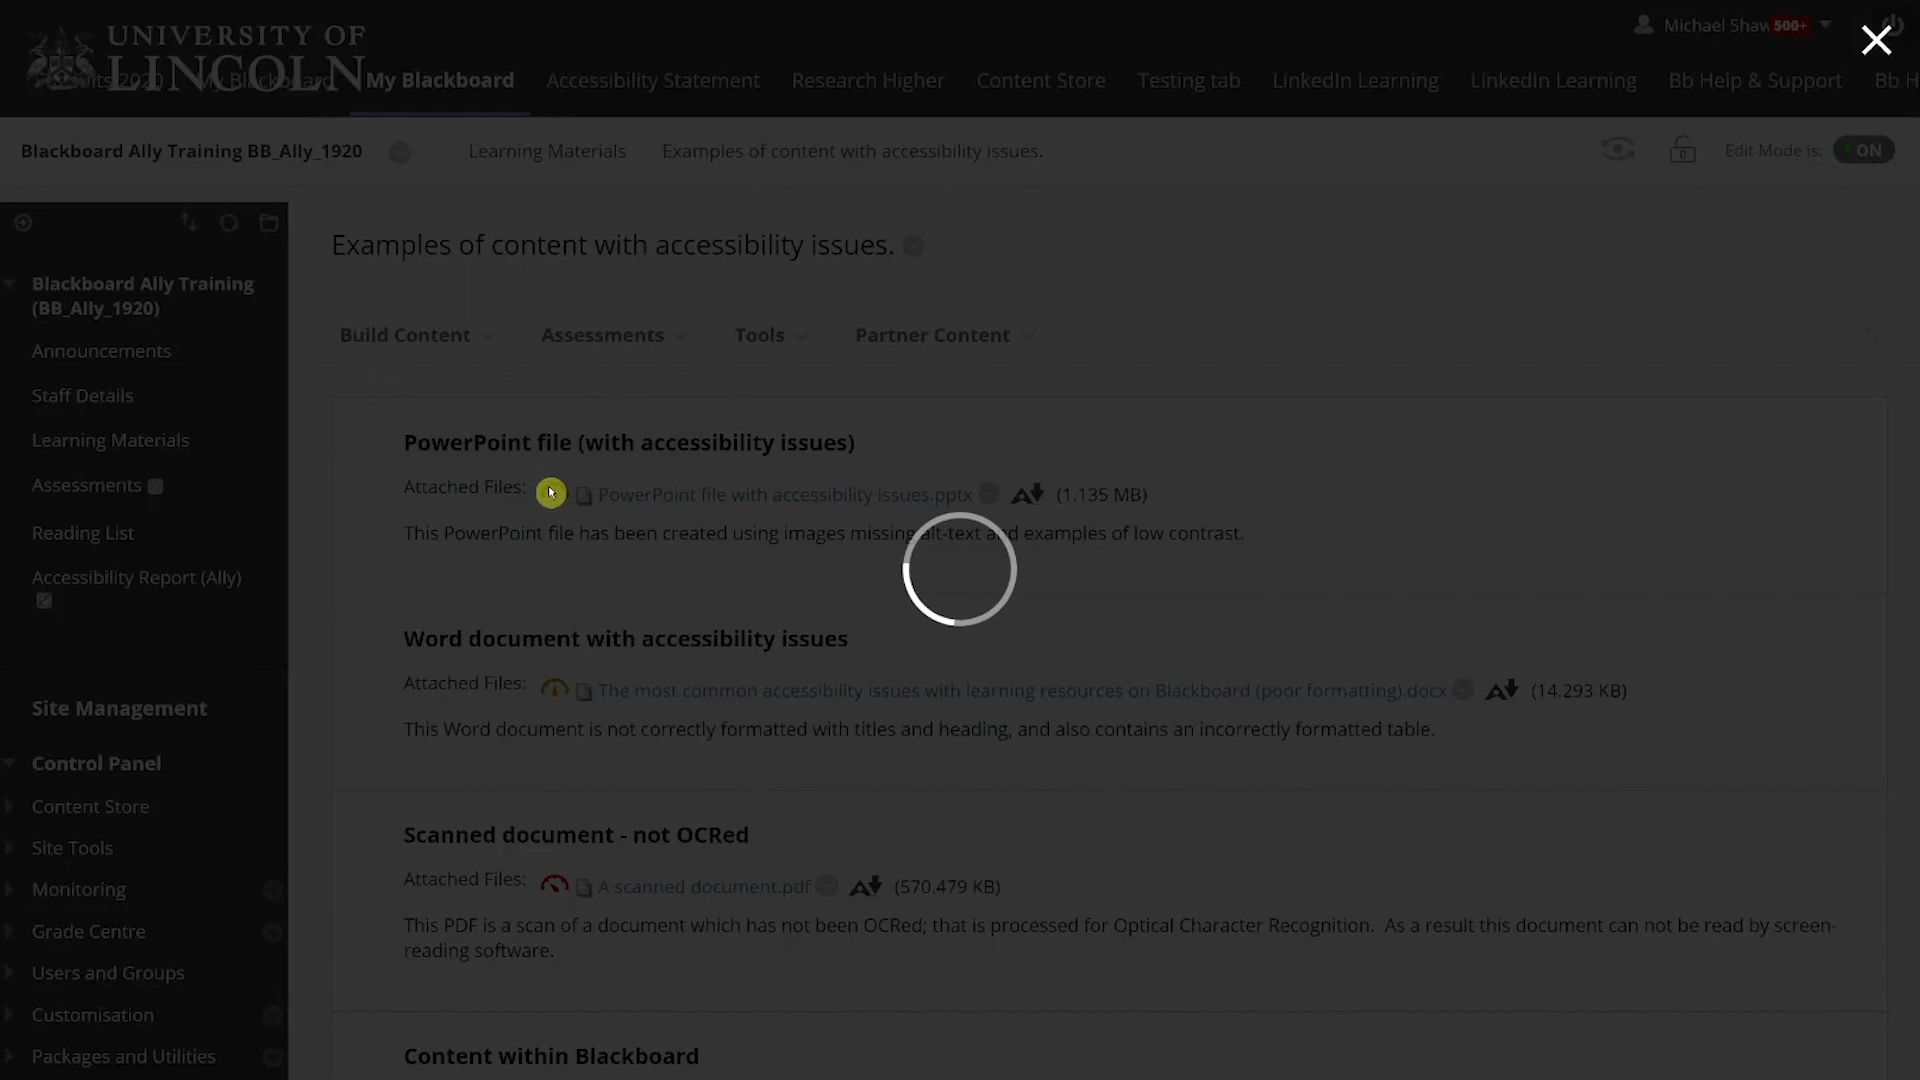 UNIVERSITY OF
LINCOLN
Michael Shaw 500+
2020 My Blackboard My Blackboard Accessibility Statement Research Higher Content Store Testing tab LinkedIn Learning LinkedIn Learning Bb Help & Support Bb H
Blackboard Ally Training BB_Ally_1920 Learning Materials Examples of content with accessibility issues. Edit Mode is: ON
Examples of content with accessibility issues.
Blackboard Ally Training
(BB_Ally_1920)
Announcements
Staff Details
Learning Materials
Assessments
Reading List
Accessibility Report (Ally)
Site Management
Control Panel
Content Store
Site Tools
Monitoring
Grade Centre
Users and Groups
Customisation
Packages and Utilities
Build Content Assessments Tools Partner Content
PowerPoint file (with accessibility issues)
Attached Files: PowerPoint file with accessibility issues.pptx (1.135 MB)
This PowerPoint file has been created using images missing alt-text and examples of low contrast.
Word document with accessibility issues
Attached Files: The most common accessibility issues with learning resources on Blackboard (poor formatting).docx (14.293 KB)
This Word document is not correctly formatted with titles and heading, and also contains an incorrectly formatted table.
Scanned document - not OCRed
Attached Files: A scanned document.pdf (570.479 KB)
This PDF is a scan of a document which has not been OCRed; that is processed for Optical Character Recognition. As a result this document can not be read by screen-
reading software.
Content within Blackboard